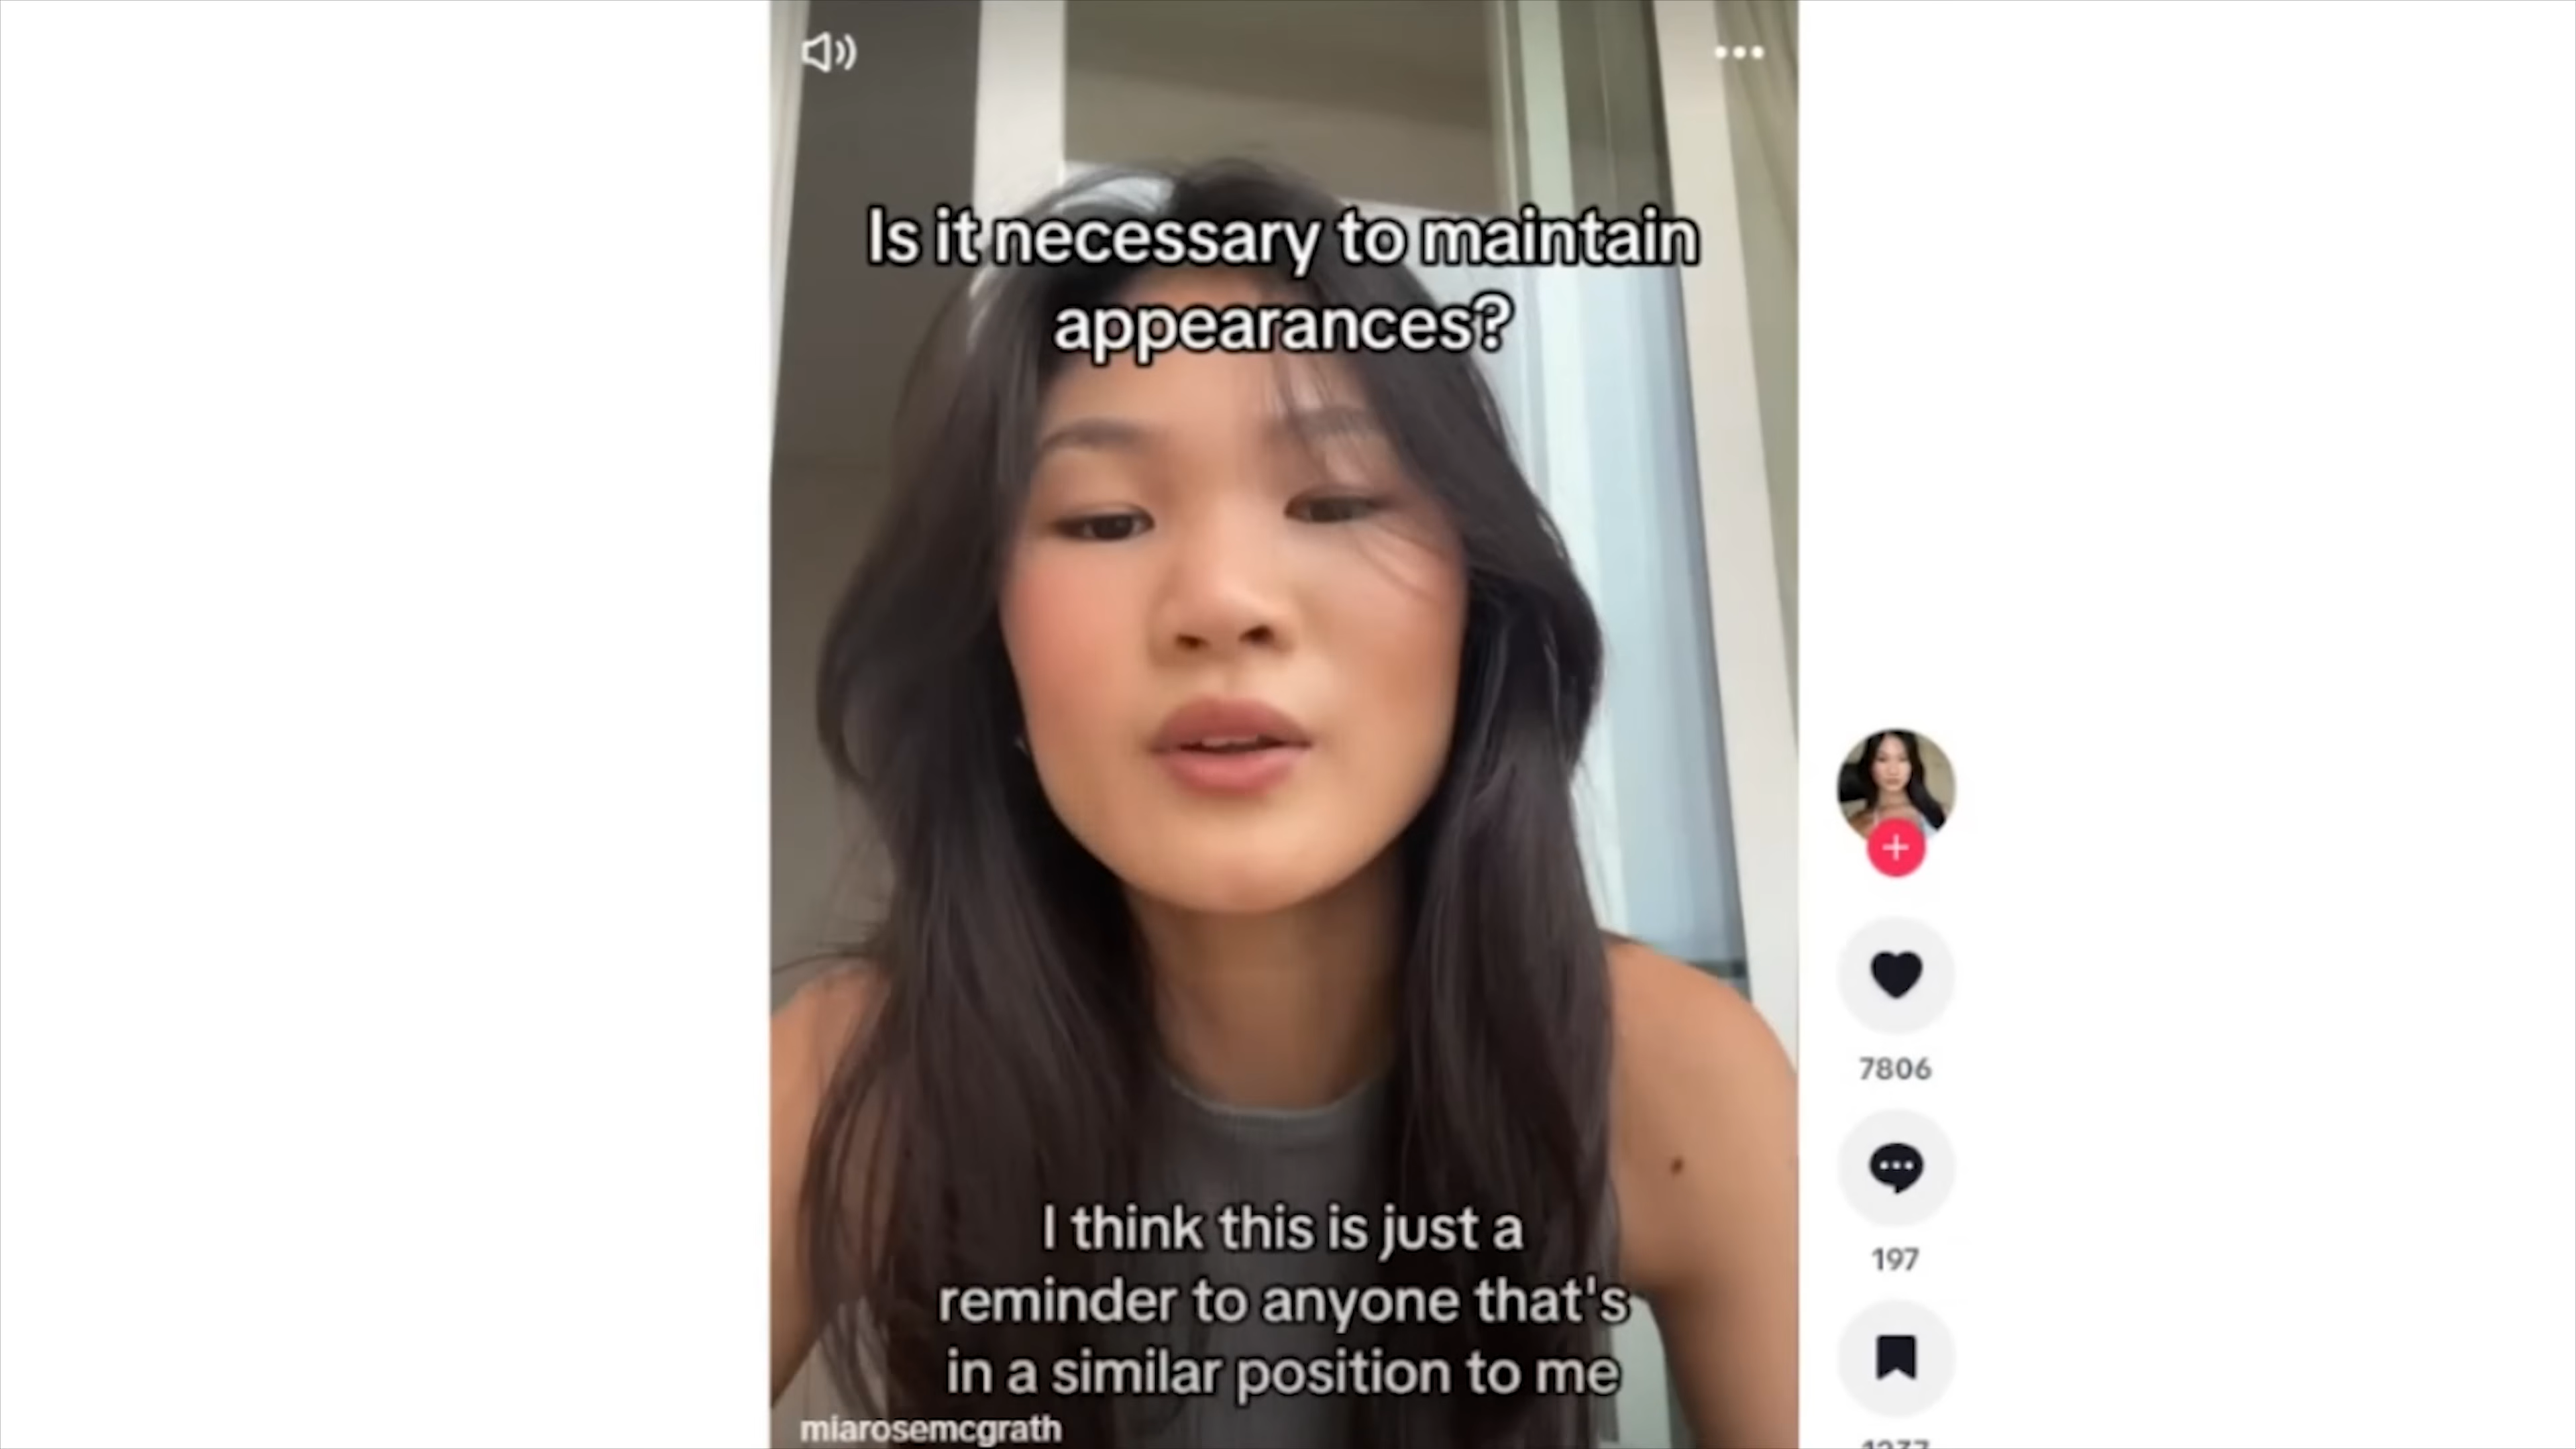 Is it necessary to maintain
appearances?
I think this is just a
reminder to anyone that's
in a similar position to me
miarosemcgrath
7806
197